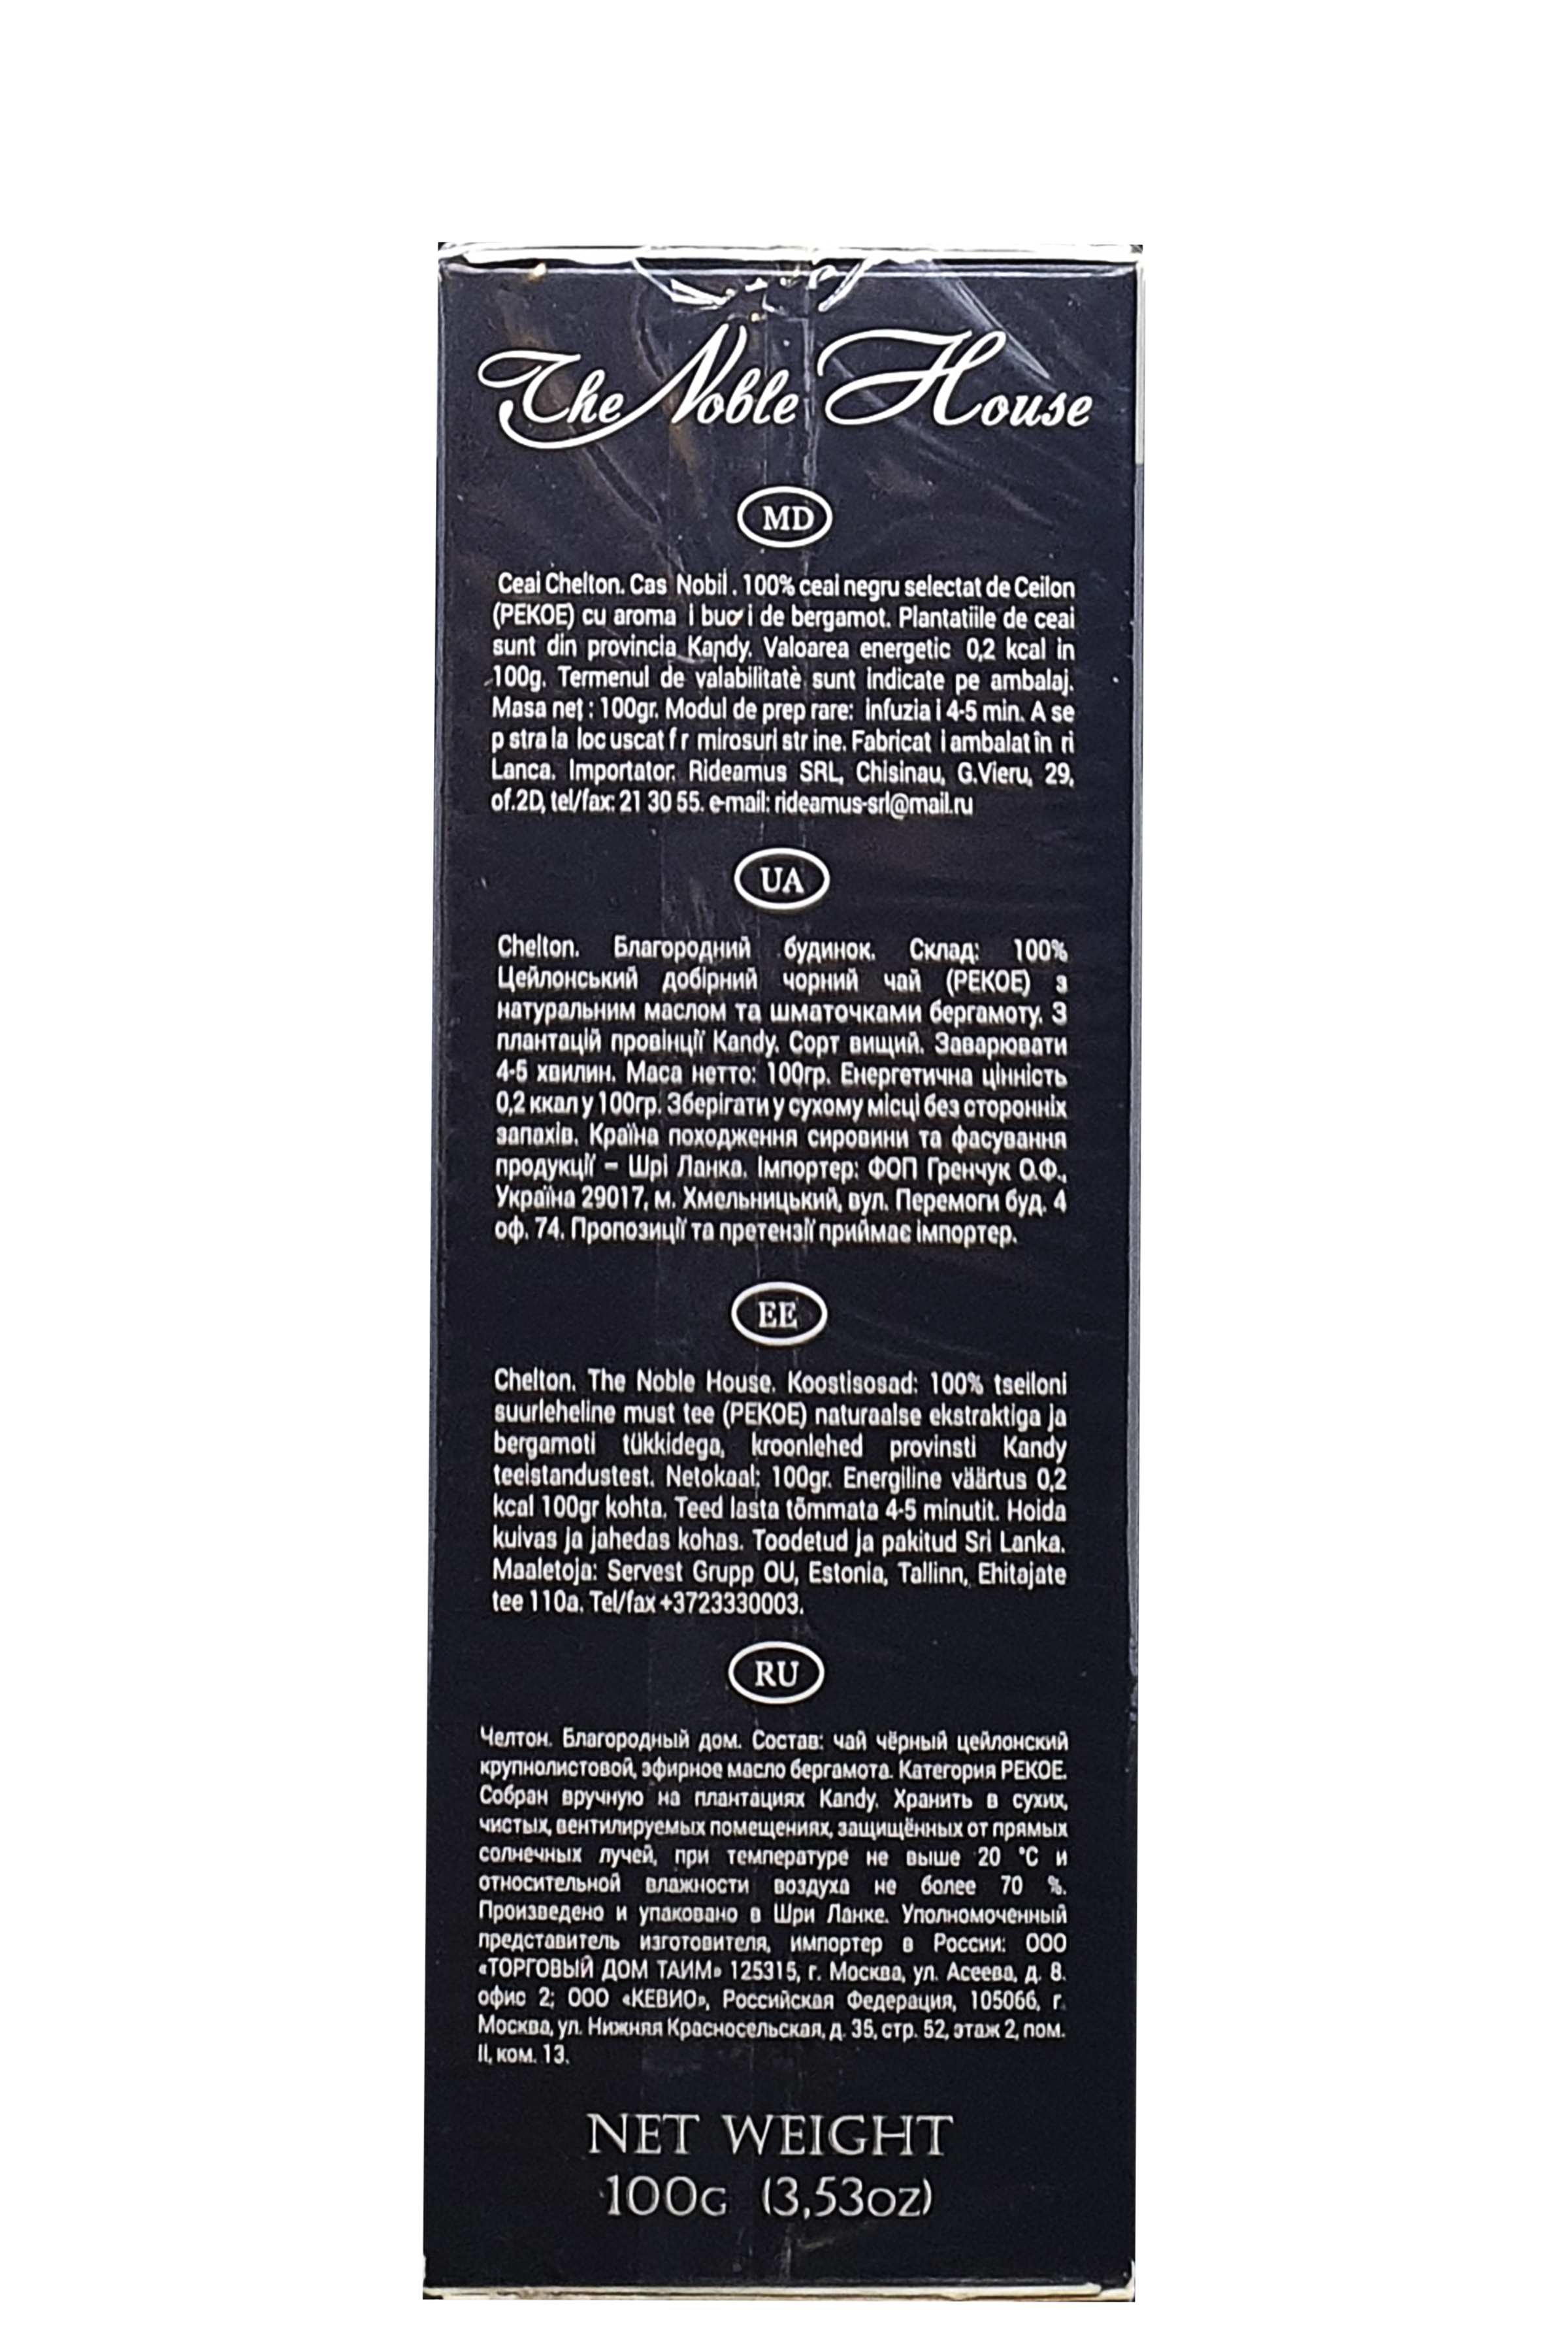 The Noble House
MD
Ceai Chelton. Cas Nobil . 100% ceai negru selectat de Ceilon
(PEKOE) cu aroma i buc i de bergamot. Plantatiile de ceai
sunt din provincia Kandy. Valoarea energetic 0,2 kcal in
100g. Termenul de valabilitatè sunt indicate pe ambalaj.
Masa neț : 100gr. Modul de prep rare: infuzia i 4-5 min. A se
p stra la loc uscat f r mirosuri str ine. Fabricat i ambalat în ri
Lanca. Importator: Rideamus SRL, Chisinau, G.Vieru, 29,
of.2D, tel/fax: 21 30 55. e-mail: rideamus-srl@mail.ru
UA
Chelton. Благородний будинок. Склад: 100%
Цейлонський добірний чорний чай (PEKOE) з
натуральним маслом та шматочками бергамоту. З
плантацій провінції Kandy. Сорт вищий. Заварювати
4-5 хвилин. Маса нетто: 100гр. Енергетична цінність
0,2 ккал у 100гр. Зберігати у сухому місці без сторонніх
запахів. Країна походження сировини та фасування
продукції – Шрі Ланка. Імпортер: ФОП Гренчук О.Ф.,
Україна 29017, м. Хмельницький, вул. Перемоги буд. 4
оф. 74. Пропозиції та претензії приймає імпортер.
EE
Chelton. The Noble House. Koostisosad: 100% tseiloni
suurleheline must tee (PEKOE) naturaalse ekstraktiga ja
bergamoti tükkidega, kroonlehed provinsti Kandy
teeistandustest. Netokaal: 100gr. Energiline väärtus 0,2
kcal 100gr kohta. Teed lasta tõmmata 4-5 minutit. Hoida
kuivas ja jahedas kohas. Toodetud ja pakitud Sri Lanka.
Maaletoja: Servest Grupp OU, Estonia, Tallinn, Ehitajate
tee 110a. Tel/fax +3723330003.
RU
Челтон. Благородный дом. Состав: чай чёрный цейлонский
крупнолистовой, эфирное масло бергамота. Категория PEKOE.
Собран вручную на плантациях Kandy. Хранить в сухих,
чистых, вентилируемых помещениях, защищённых от прямых
солнечных лучей, при температуре не выше 20 °C и
относительной влажности воздуха не более 70 %.
Произведено и упаковано в Шри Ланке. Уполномоченный
представитель изготовителя, импортер в России: ООО
«ТОРГОВЫЙ ДОМ ТАИМ» 125315, г. Москва, ул. Асеева, д. 8.
офис 2; ООО «КЕВИО», Российская Федерация, 105066, г.
Москва, ул. Нижняя Красносельская, д. 35, стр. 52, этаж 2, пом.
II, ком. 13.
NET WEIGHT
100G (3,53OZ)